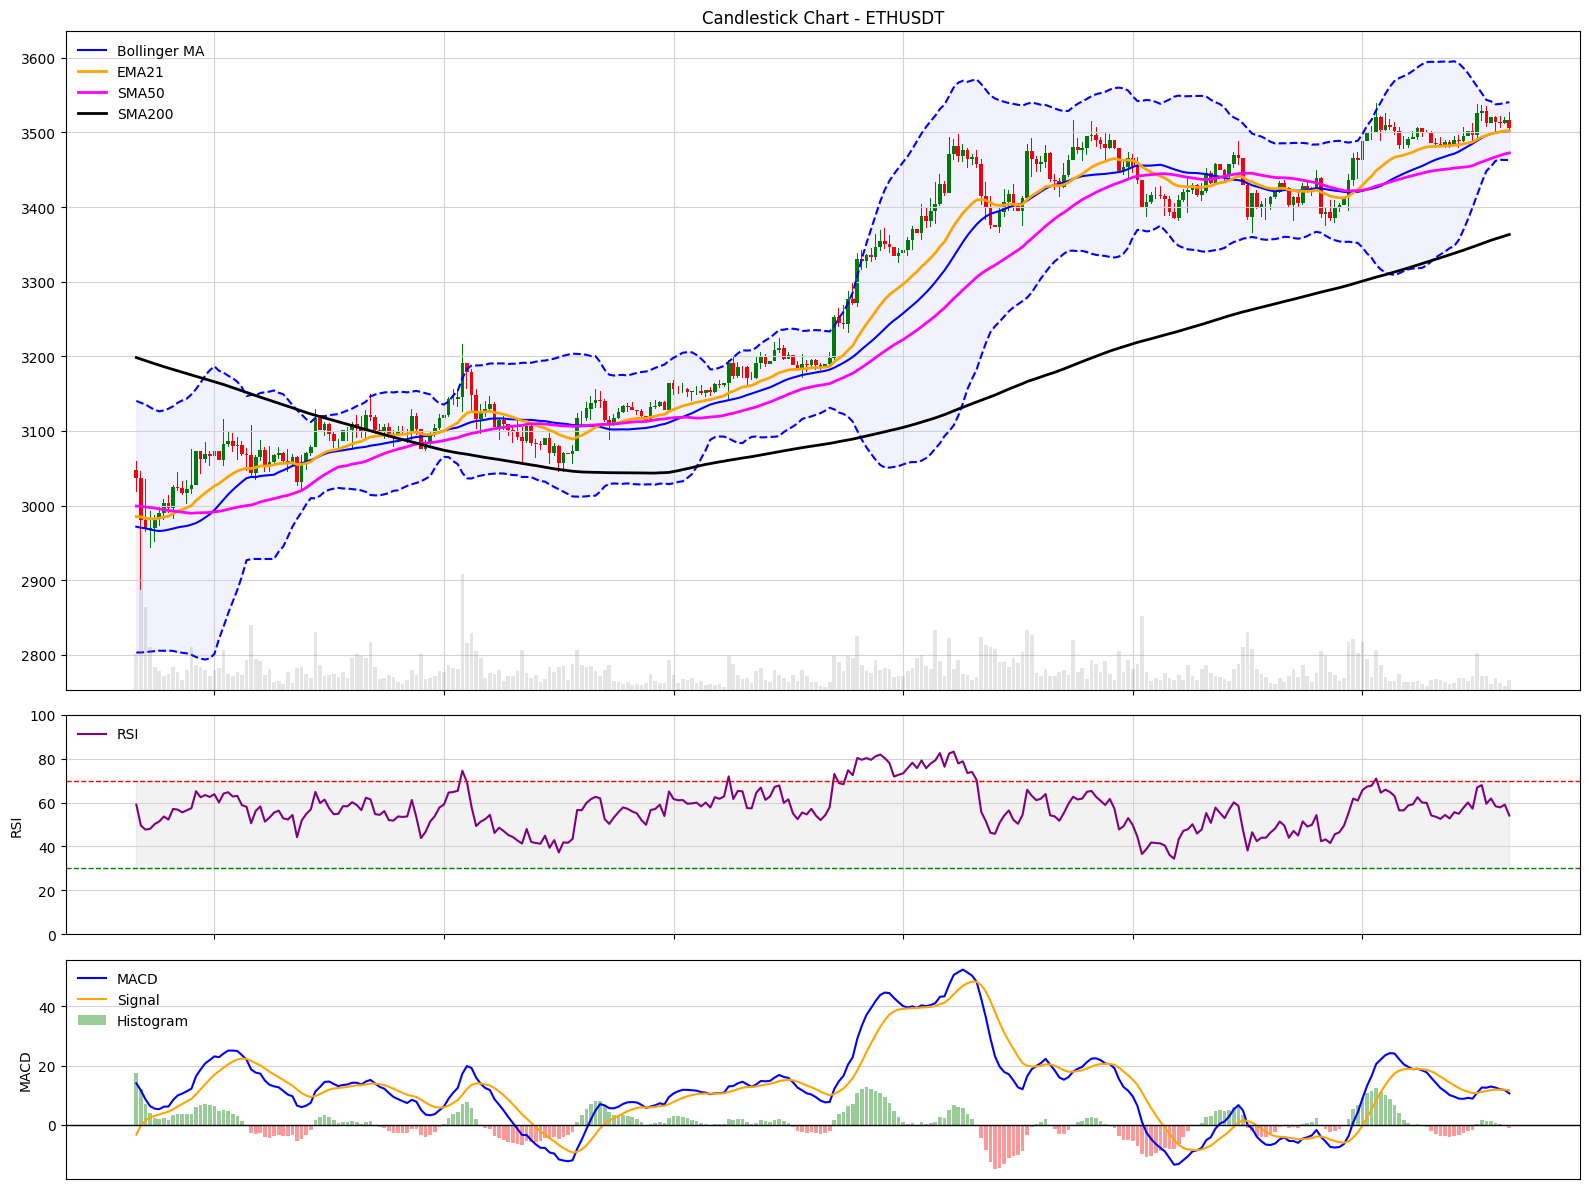 Candlestick Chart - ETHUSDT
Bollinger MA
EMA21
SMA50
SMA200
3600
3500
3400
3300
3200
3100
3000
2900
2800
RSI
100
80
60
40
20
0
RSI
MACD
Signal
Histogram
40
20
0
MACD